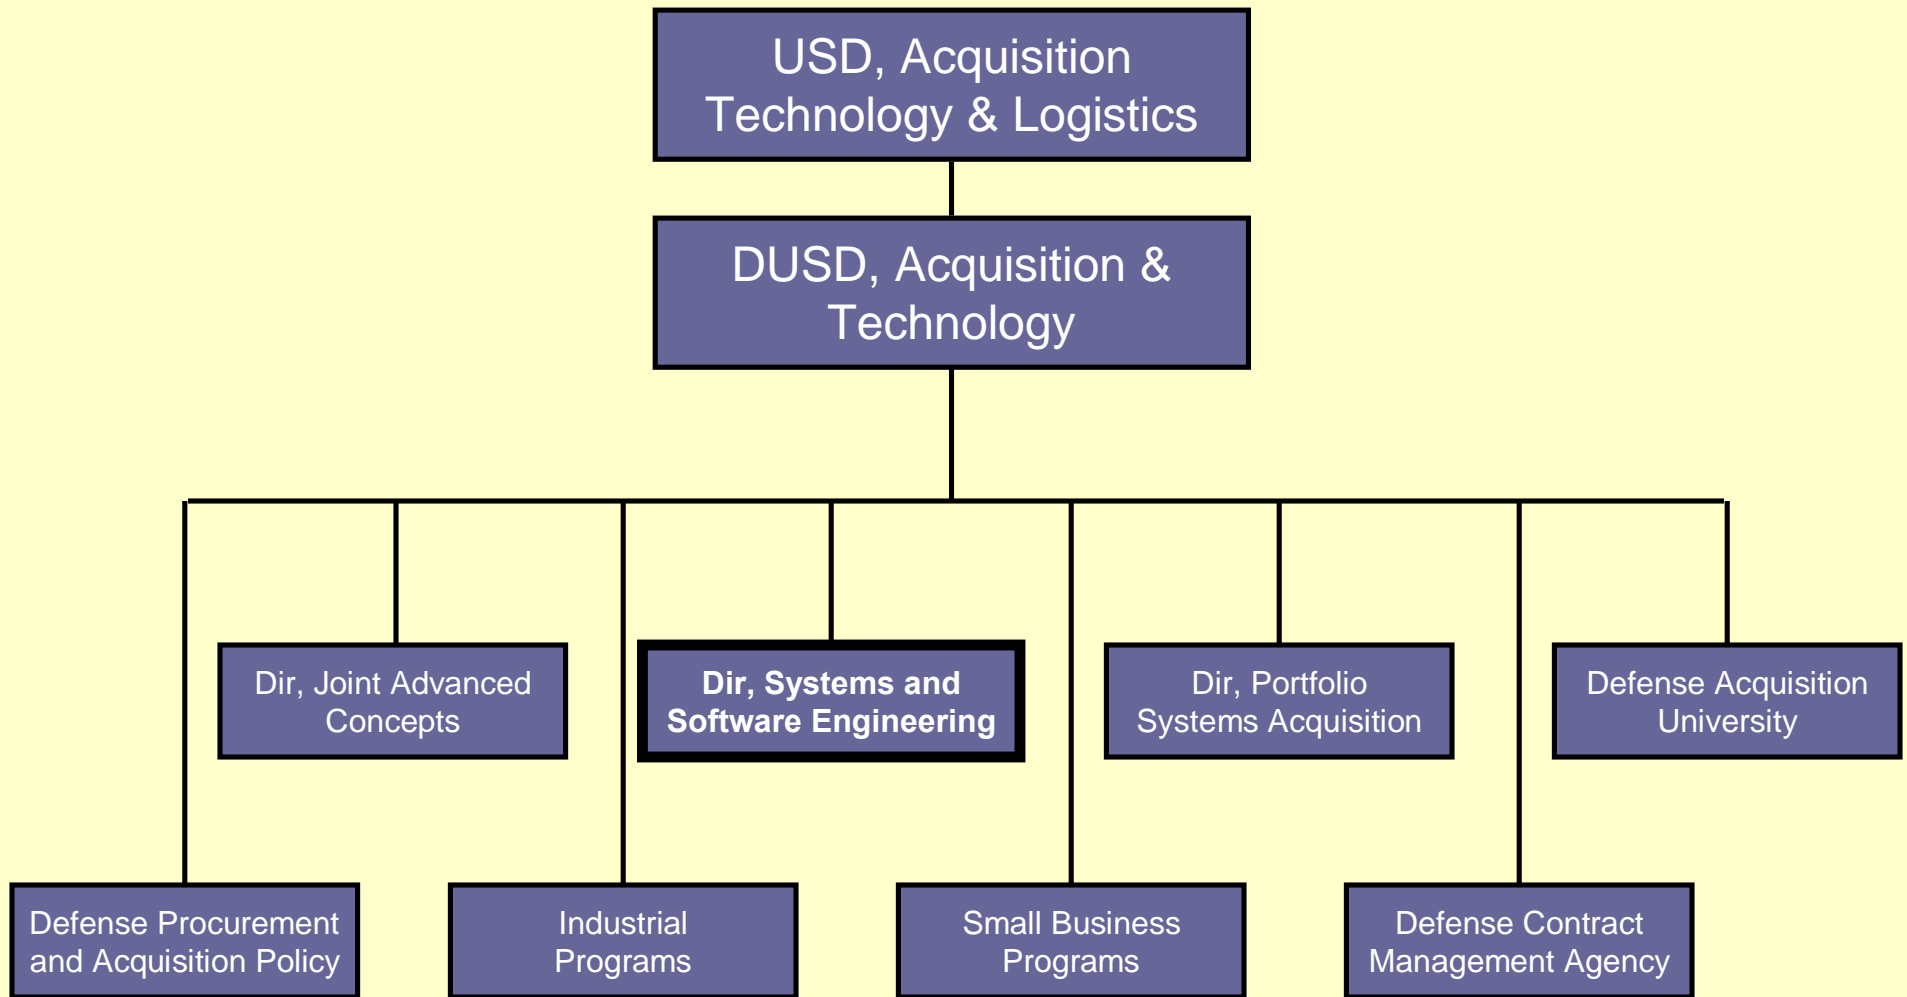 USD, Acquisition
Technology & Logistics
DUSD, Acquisition &
Technology
Dir, Joint Advanced
Concepts
Dir, Systems and
Software Engineering
Dir, Portfolio
Systems Acquisition
Defense Acquisition
University
Defense Procurement
and Acquisition Policy
Industrial
Programs
Small Business
Programs
Defense Contract
Management Agency